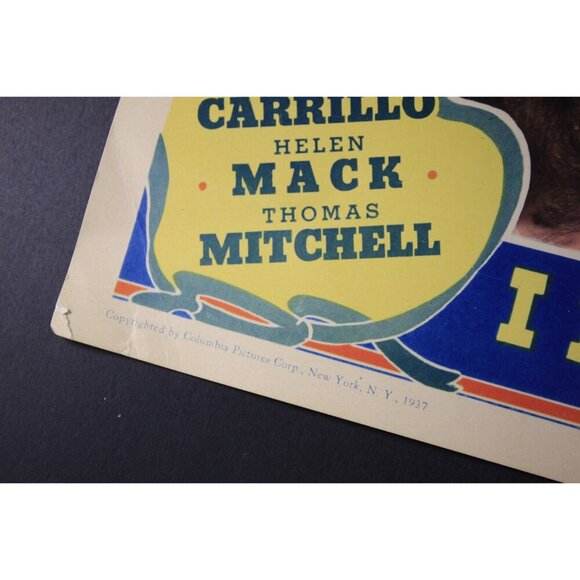 CARRILLO
HELEN
• MACK •
THOMAS
MITCHELL
I
Copyrighted by Columbia Pictures Corp., New York, N. Y., 1937